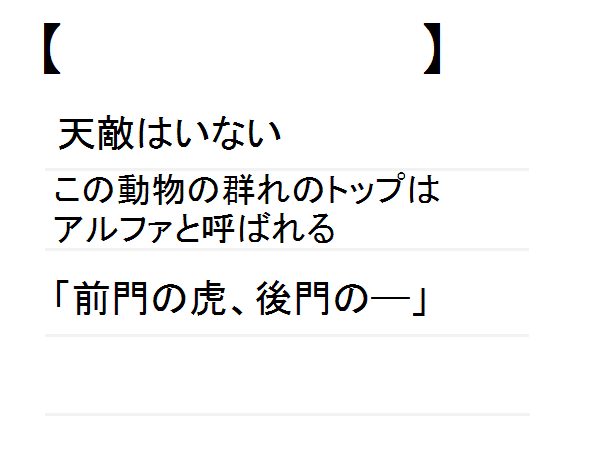 【 】
天敵はいない
この動物の群れのトップは
アルファと呼ばれる
「前門の虎、後門の―」